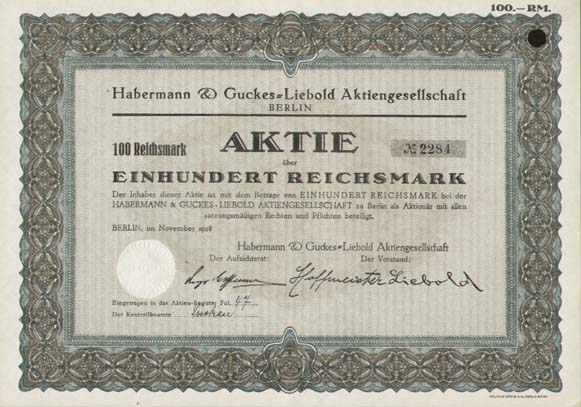 100.—RM.
Habermann & Guckes=Liebold Aktiengesellschaft
BERLIN
100 Reichsmark
AKTIE
№ 2284
über
EINHUNDERT REICHSMARK
Der Inhaber dieser Aktie ist mit dem Betrage von EINHUNDERT REICHSMARK bei der
HABERMANN & GUCKES-LIEBOLD AKTIENGESELLSCHAFT zu Berlin als Aktionär mit allen
satzungsmäßigen Rechten und Pflichten beteiligt.
BERLIN, im November 1928
Habermann & Guckes=Liebold Aktiengesellschaft
Der Aufsichtsrat:
Der Vorstand:
Hoffmeister Liebold
Eingetragen in das Aktien-Register Fol. 47
Der Kontrollbeamte